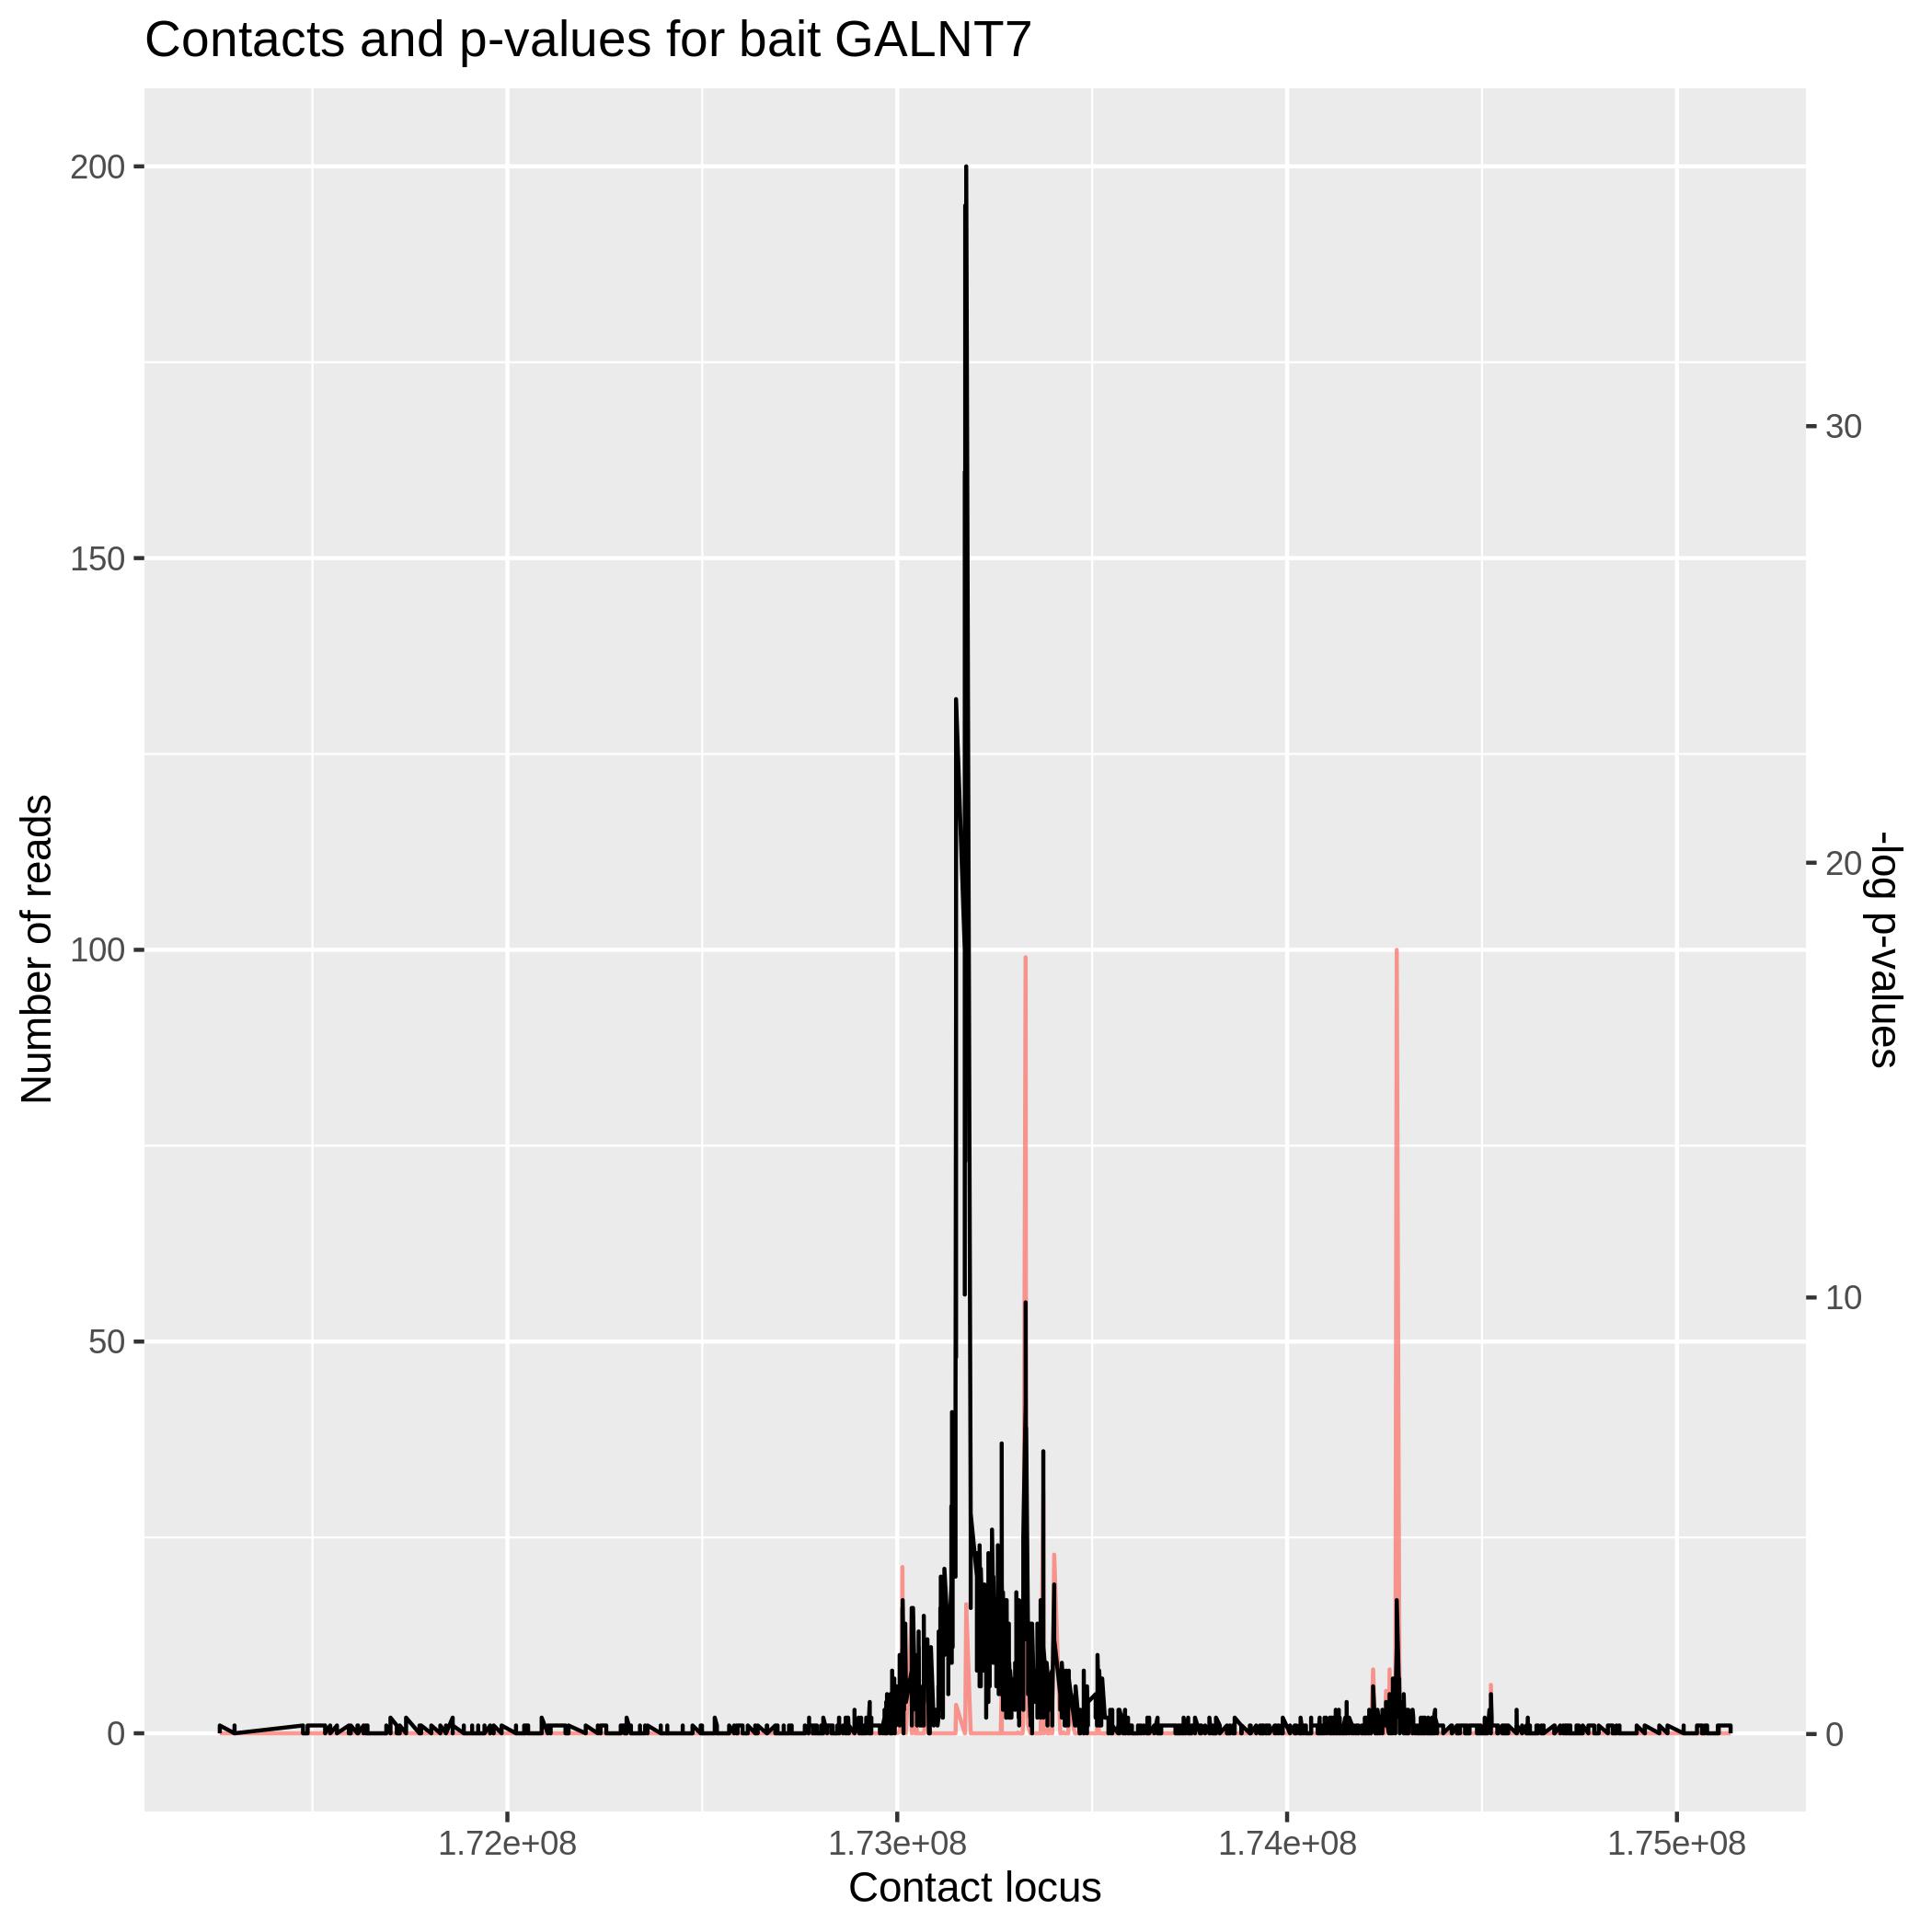 Contacts and p-values for bait GALNT7
200
150
100
50
0
Number of reads
30
20
10
0
-log p-values
1.72e+08
1.73e+08
1.74e+08
1.75e+08
Contact locus